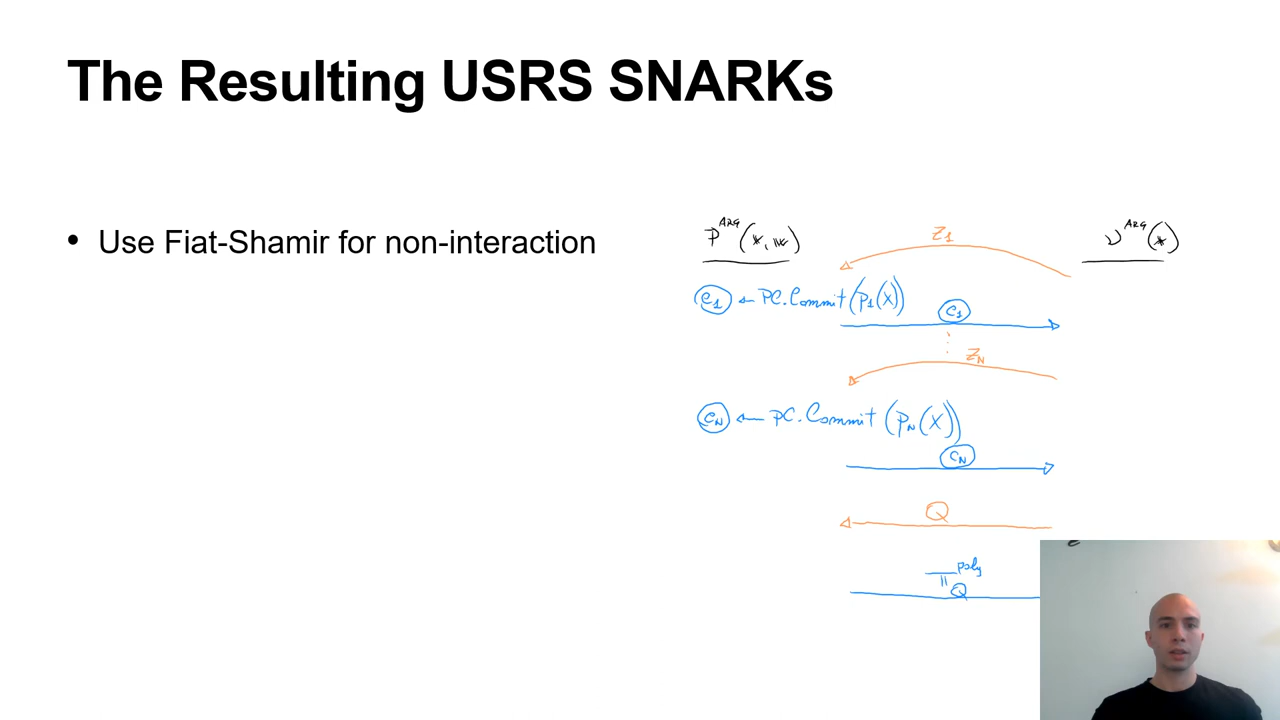 The Resulting USRS SNARKs
• Use Fiat-Shamir for non-interaction
P^ARG(𝕩, 𝕨)
V^ARG(𝕩)
z1
c1 ← PC.Commit(p1(X))
c1
⋮
zN
cN ← PC.Commit(pN(X))
cN
Q
π^poly_Q